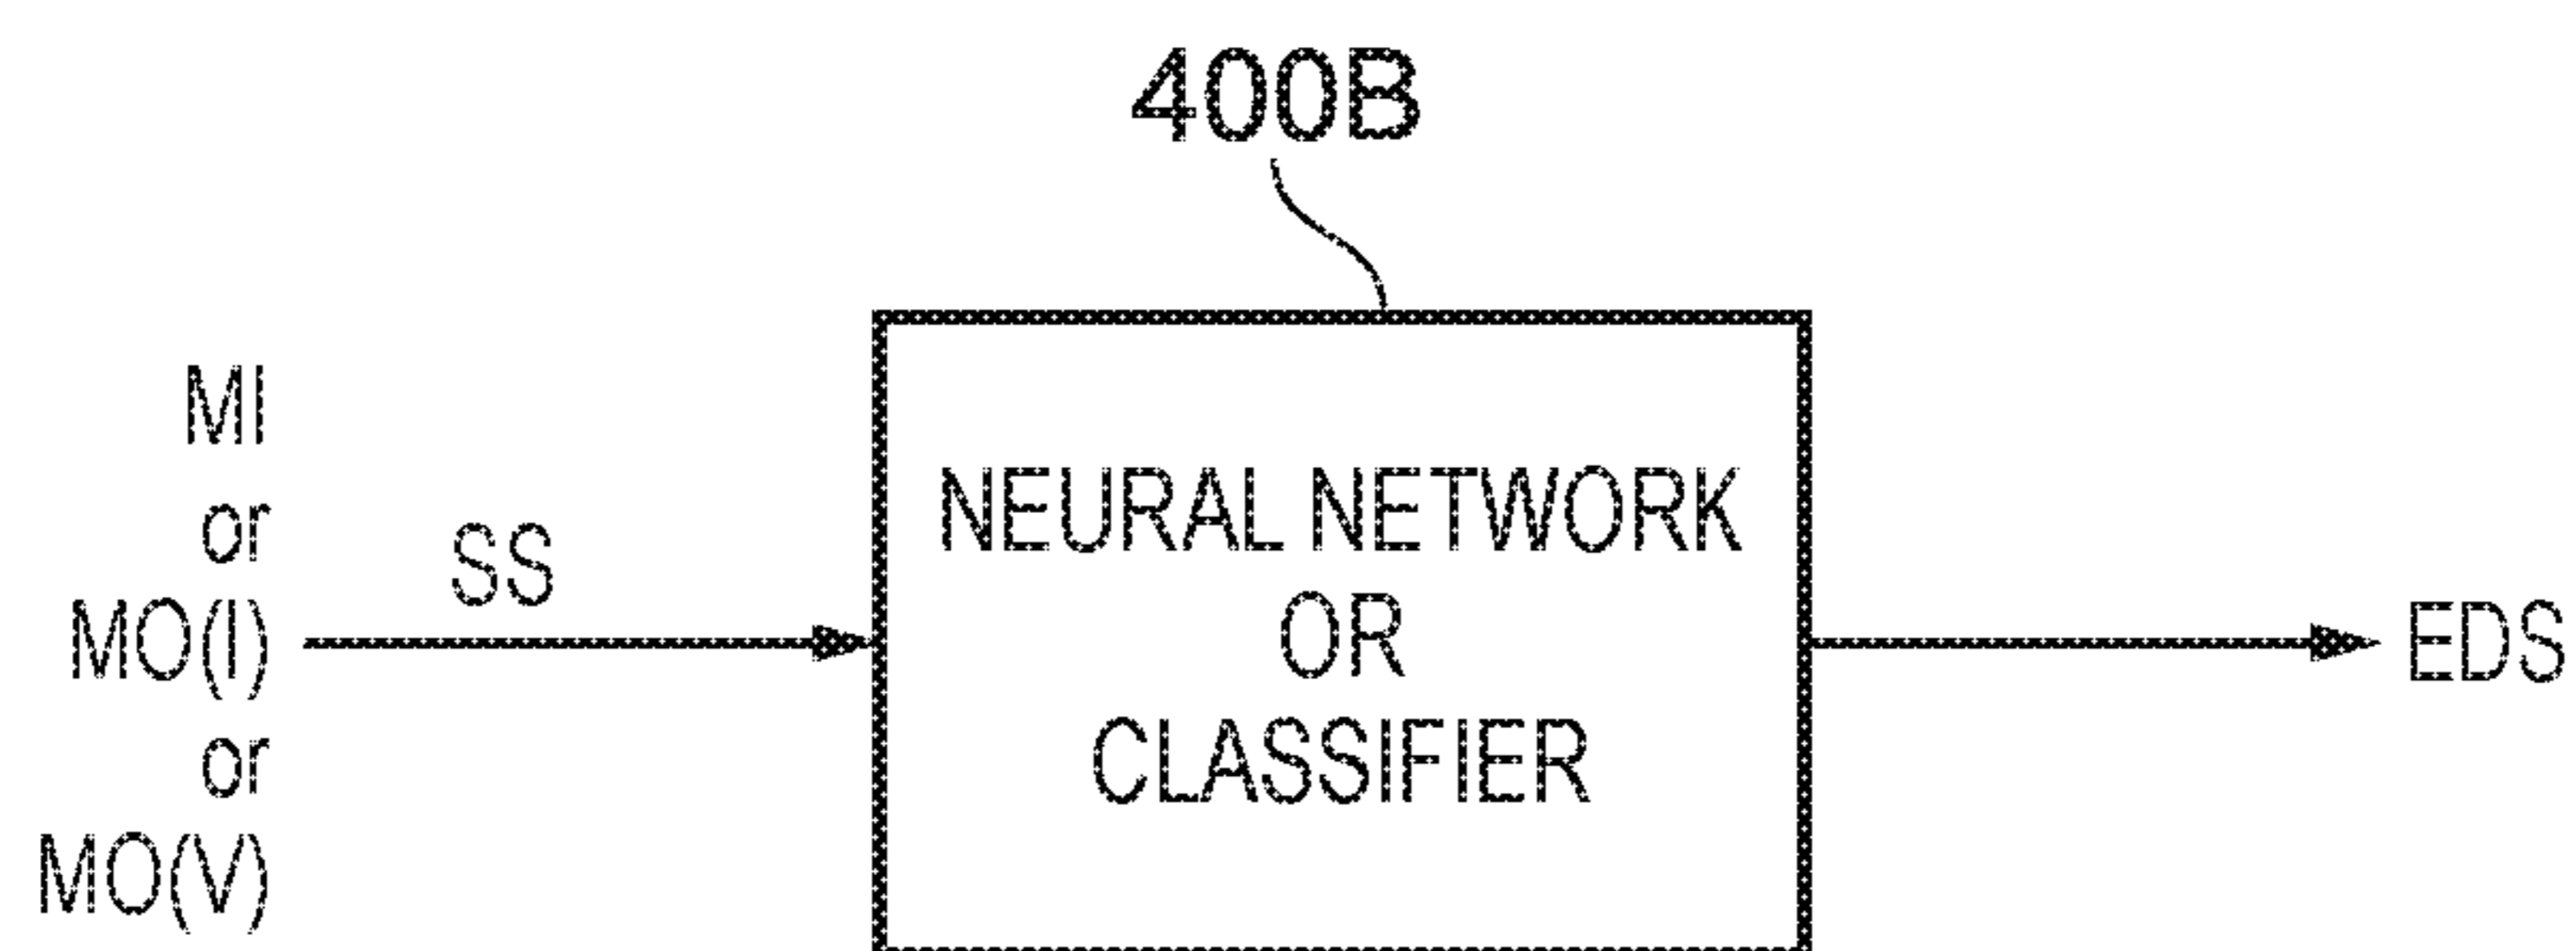 400B
MI
or
MO(I)
or
MO(V)
SS
NEURAL NETWORK
OR
CLASSIFIER
EDS